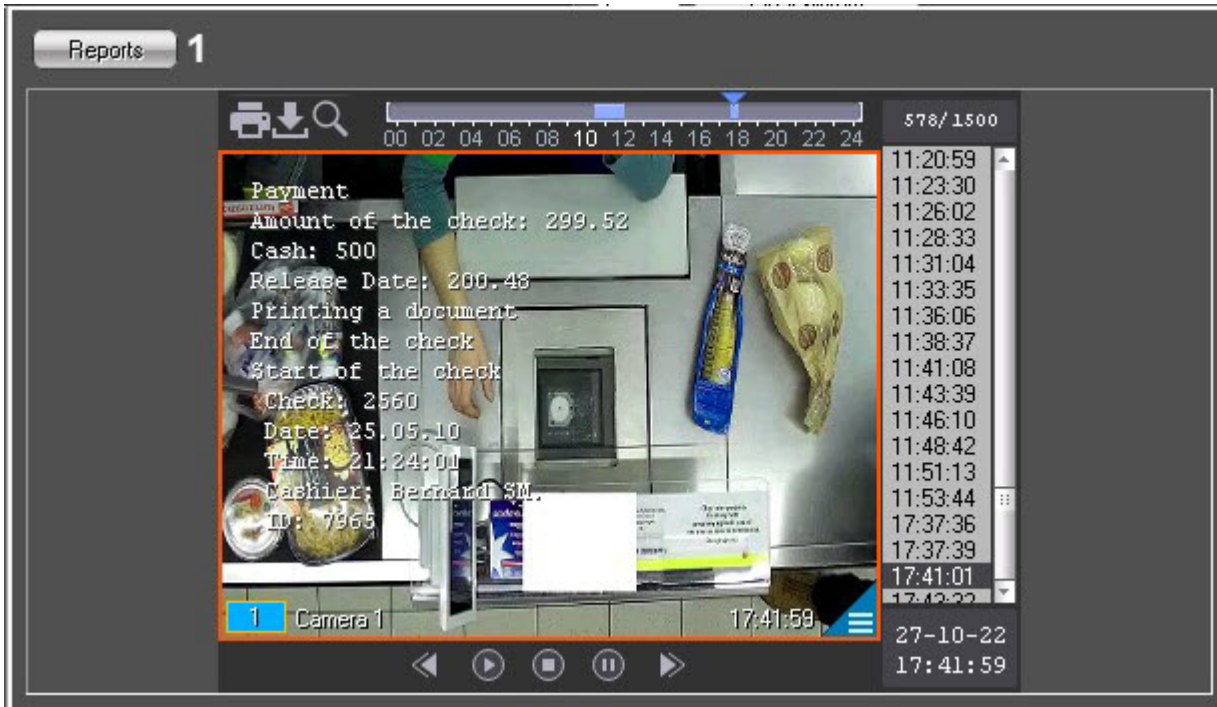 Reports 1
578/1500
00 02 04 06 08 10 12 14 16 18 20 22 24
Payment
Amount of the check: 299.52
Cash: 500
Release Date: 200.48
Printing a document
End of the check
Start of the check
Check: 2560
Date: 25.05.10
Time: 21:24:01
Cashier: Bernard SM.
ID: 7965
1 Camera 1 17:41:59
11:20:59
11:23:30
11:26:02
11:28:33
11:31:04
11:33:35
11:36:06
11:38:37
11:41:08
11:43:39
11:46:10
11:48:42
11:51:13
11:53:44
17:37:36
17:37:39
17:41:01
27-10-22
17:41:59